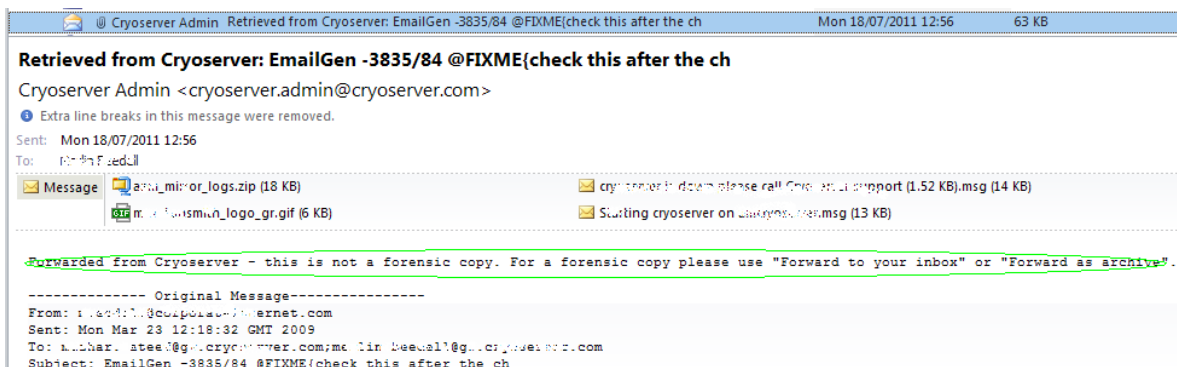 Cryoserver Admin Retrieved from Cryoserver: EmailGen -3835/84 @FIXME{check this after the ch Mon 18/07/2011 12:56 63 KB
Retrieved from Cryoserver: EmailGen -3835/84 @FIXME{check this after the ch
Cryoserver Admin <cryoserver.admin@cryoserver.com>
Extra line breaks in this message were removed.
Sent: Mon 18/07/2011 12:56
To:
Message _mirror_logs.zip (18 KB) down please call support (1.52 KB).msg (14 KB)
_logo_gr.gif (6 KB) Starting cryoserver on .msg (13 KB)
Forwarded from Cryoserver - this is not a forensic copy. For a forensic copy please use "Forward to your inbox" or "Forward as archive".
-------------- Original Message----------------
From:
Sent: Mon Mar 23 12:18:32 GMT 2009
To:
Subject: EmailGen -3835/84 @FIXME{check this after the ch